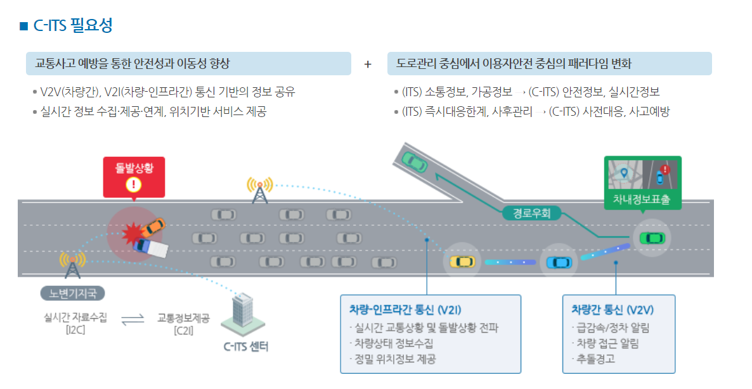 ■ C-ITS 필요성
교통사고 예방을 통한 안전성과 이동성 향상
+
도로관리 중심에서 이용자안전 중심의 패러다임 변화
• V2V(차량간), V2I(차량-인프라간) 통신 기반의 정보 공유
• 실시간 정보 수집·제공·연계, 위치기반 서비스 제공
• (ITS) 소통정보, 가공정보 → (C-ITS) 안전정보, 실시간정보
• (ITS) 즉시대응한계, 사후관리 → (C-ITS) 사전대응, 사고예방
돌발상황
!
차내정보표출
경로우회
노변기지국
실시간 자료수집
[I2C]
교통정보제공
[C2I]
C-ITS 센터
차량-인프라간 통신 (V2I)
· 실시간 교통상황 및 돌발상황 전파
· 차량상태 정보수집
· 정밀 위치정보 제공
차량간 통신 (V2V)
· 급감속/정차 알림
· 차량 접근 알림
· 추돌경고